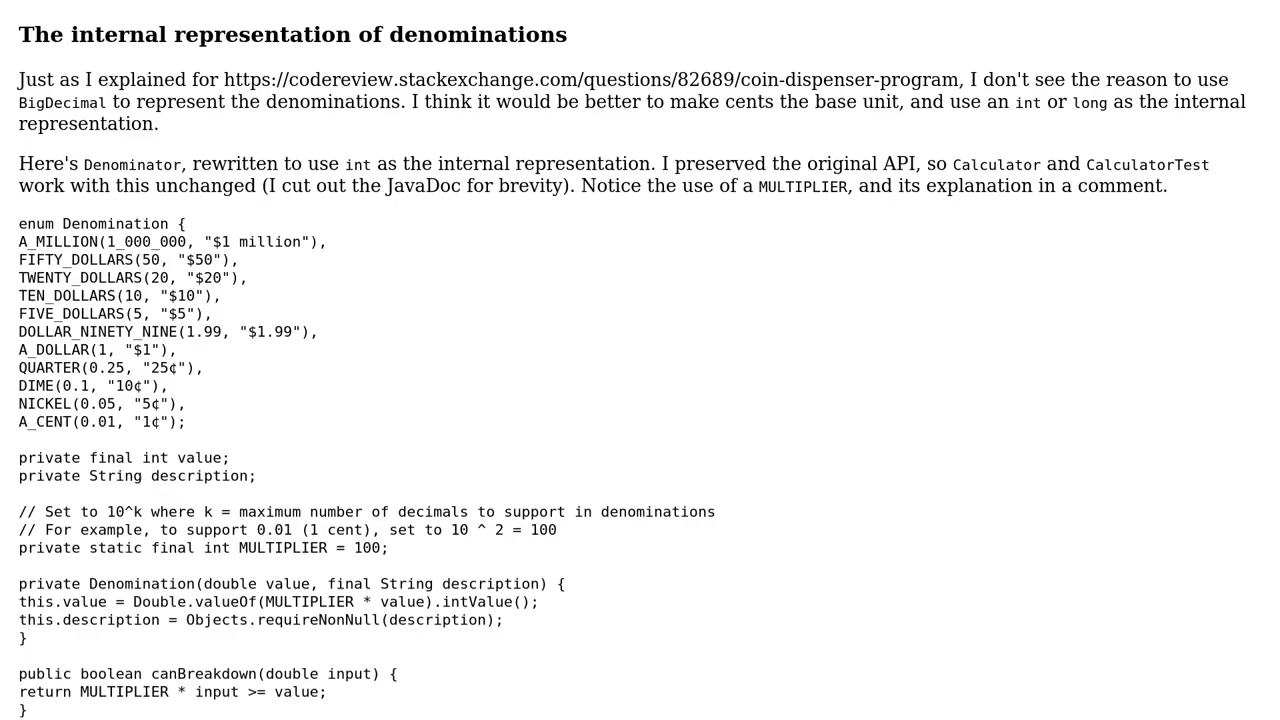 The internal representation of denominations
Just as I explained for https://codereview.stackexchange.com/questions/82689/coin-dispenser-program, I don't see the reason to use
BigDecimal to represent the denominations. I think it would be better to make cents the base unit, and use an int or long as the internal
representation.
Here's Denominator, rewritten to use int as the internal representation. I preserved the original API, so Calculator and CalculatorTest
work with this unchanged (I cut out the JavaDoc for brevity). Notice the use of a MULTIPLIER, and its explanation in a comment.
enum Denomination {
A_MILLION(1_000_000, "$1 million"),
FIFTY_DOLLARS(50, "$50"),
TWENTY_DOLLARS(20, "$20"),
TEN_DOLLARS(10, "$10"),
FIVE_DOLLARS(5, "$5"),
DOLLAR_NINETY_NINE(1.99, "$1.99"),
A_DOLLAR(1, "$1"),
QUARTER(0.25, "25¢"),
DIME(0.1, "10¢"),
NICKEL(0.05, "5¢"),
A_CENT(0.01, "1¢");
private final int value;
private String description;
// Set to 10^k where k = maximum number of decimals to support in denominations
// For example, to support 0.01 (1 cent), set to 10 ^ 2 = 100
private static final int MULTIPLIER = 100;
private Denomination(double value, final String description) {
this.value = Double.valueOf(MULTIPLIER * value).intValue();
this.description = Objects.requireNonNull(description);
}
public boolean canBreakdown(double input) {
return MULTIPLIER * input >= value;
}